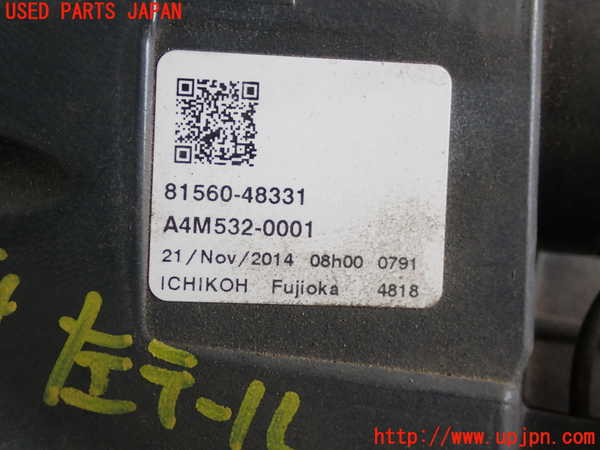 USED PARTS JAPAN
81560-48331
A4M532-0001
21/Nov/2014 08h00 0791
ICHIKOH Fujioka 4818
左テール
http://www.upjpn.com/